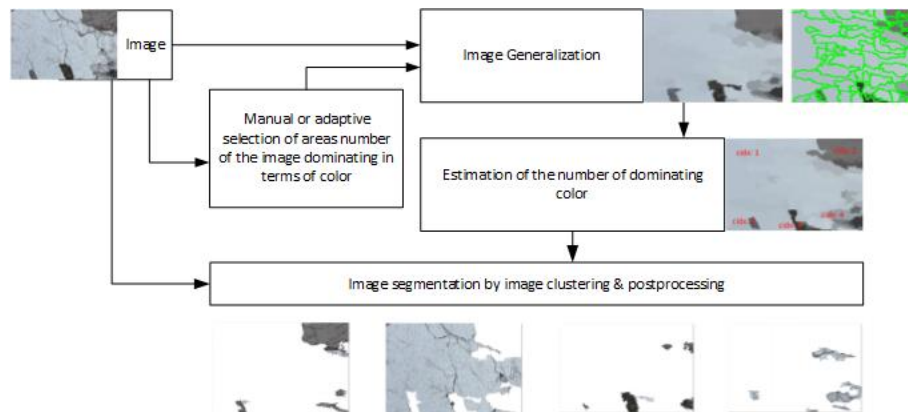 Image
Image Generalization
Manual or adaptive
selection of areas number
of the image dominating in
terms of color
Estimation of the number of dominating
color
Image segmentation by image clustering & postprocessing